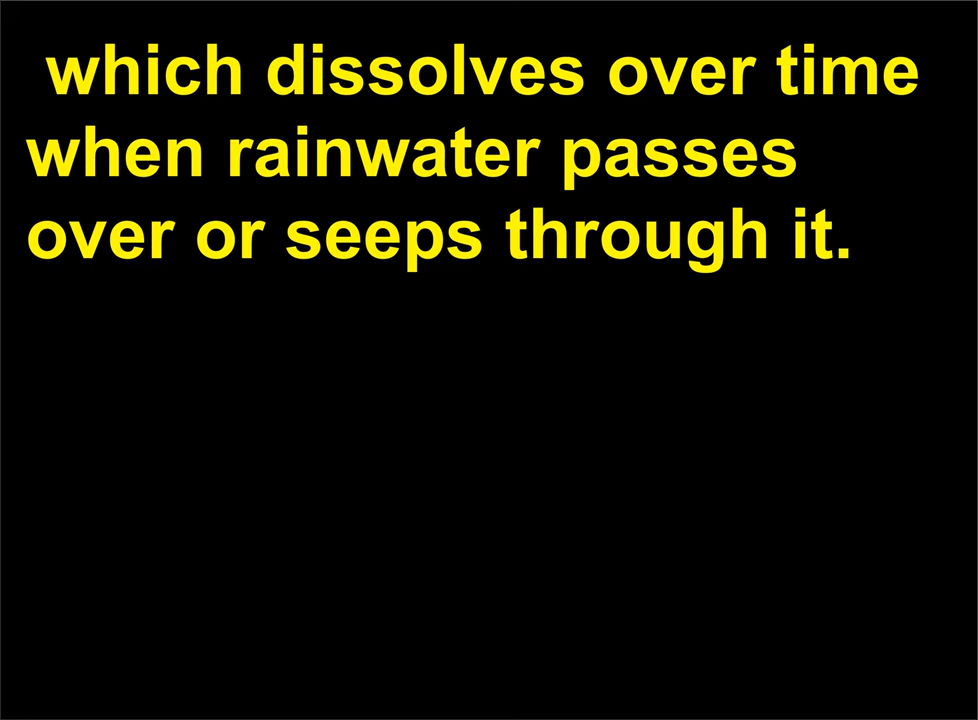 which dissolves over time
when rainwater passes
over or seeps through it.